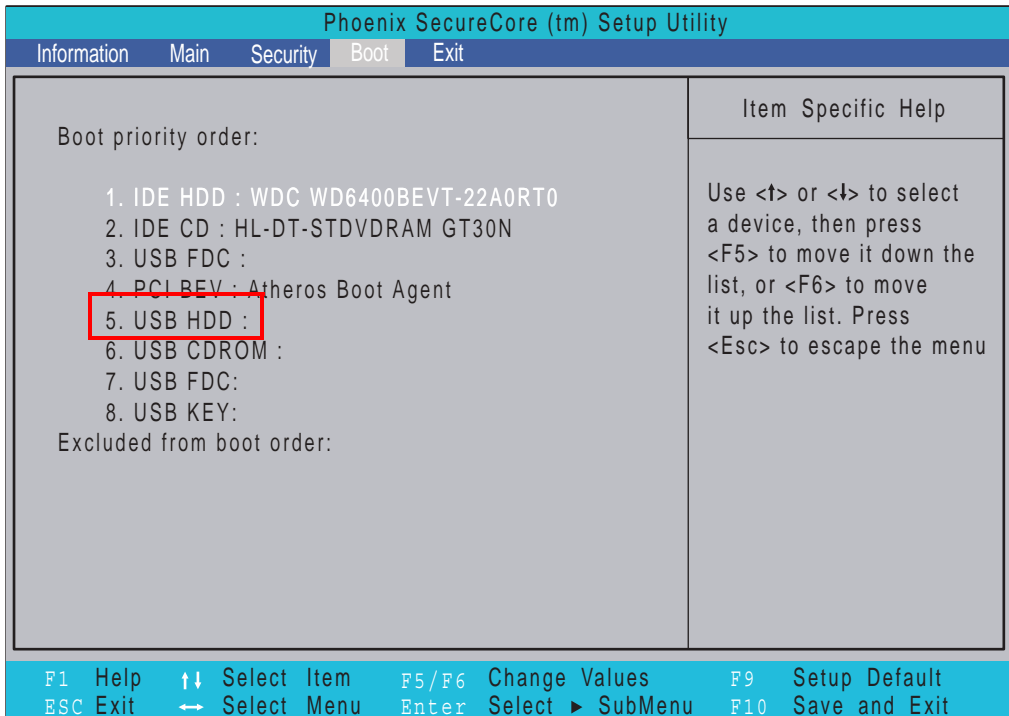 Phoenix SecureCore (tm) Setup Utility
Information Main Security Boot Exit
Boot priority order:
1. IDE HDD : WDC WD6400BEVT-22A0RT0
2. IDE CD : HL-DT-STDVDRAM GT30N
3. USB FDC :
4. PCI BEV : Atheros Boot Agent
5. USB HDD :
6. USB CDROM :
7. USB FDC:
8. USB KEY:
Excluded from boot order:
Item Specific Help
Use <↑> or <↓> to select
a device, then press
<F5> to move it down the
list, or <F6> to move
it up the list. Press
<Esc> to escape the menu
F1 Help ↑↓ Select Item F5/F6 Change Values F9 Setup Default
ESC Exit ↔ Select Menu Enter Select ► SubMenu F10 Save and Exit